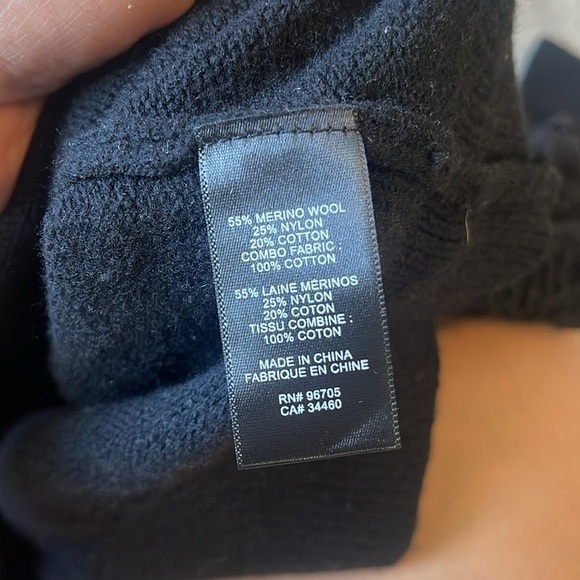 55% MERINO WOOL
25% NYLON
20% COTTON
COMBO FABRIC :
100% COTTON
55% LAINE MERINOS
25% NYLON
20% COTON
TISSU COMBINE :
100% COTON
MADE IN CHINA
FABRIQUE EN CHINE
RN# 96705
CA# 34460